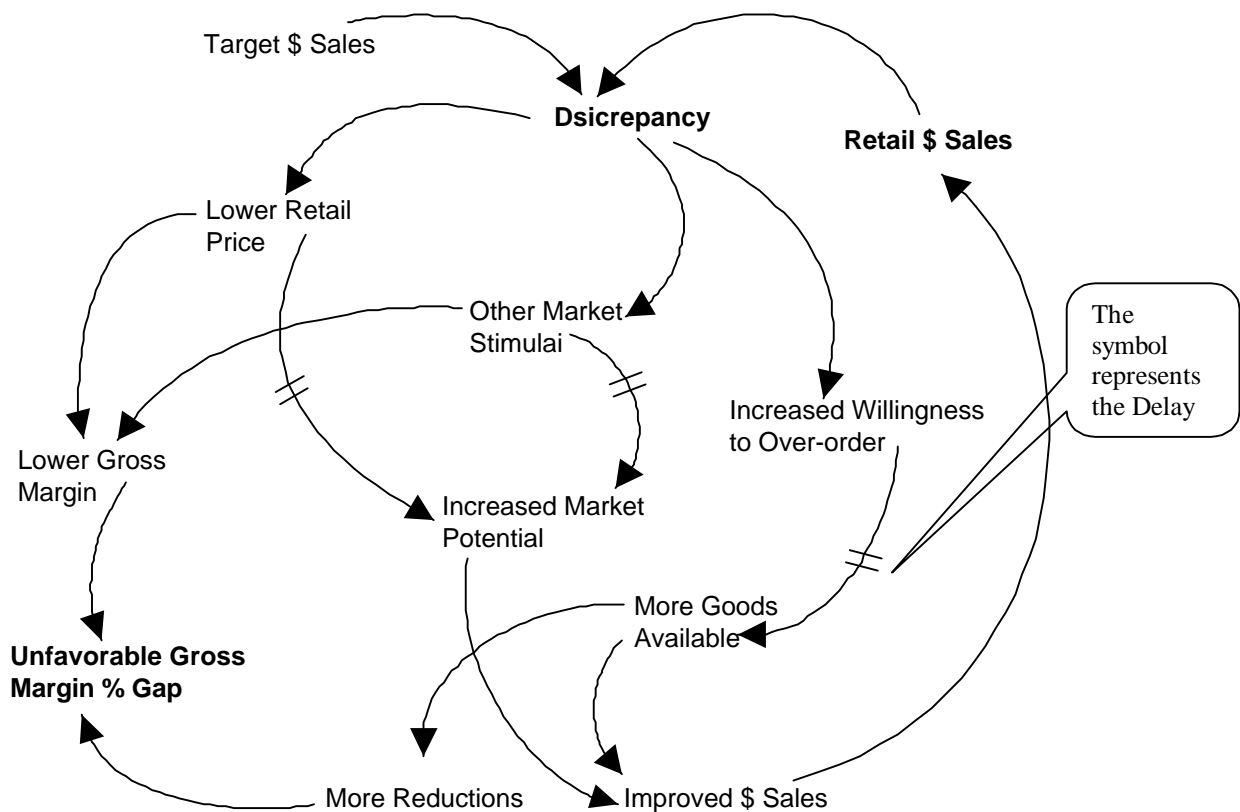 Target $ Sales
Dsicrepancy
Retail $ Sales
Lower Retail
Price
Other Market
Stimulai
The
symbol
represents
the Delay
Increased Willingness
to Over-order
Lower Gross
Margin
Increased Market
Potential
More Goods
Available
Unfavorable Gross
Margin % Gap
More Reductions
Improved $ Sales